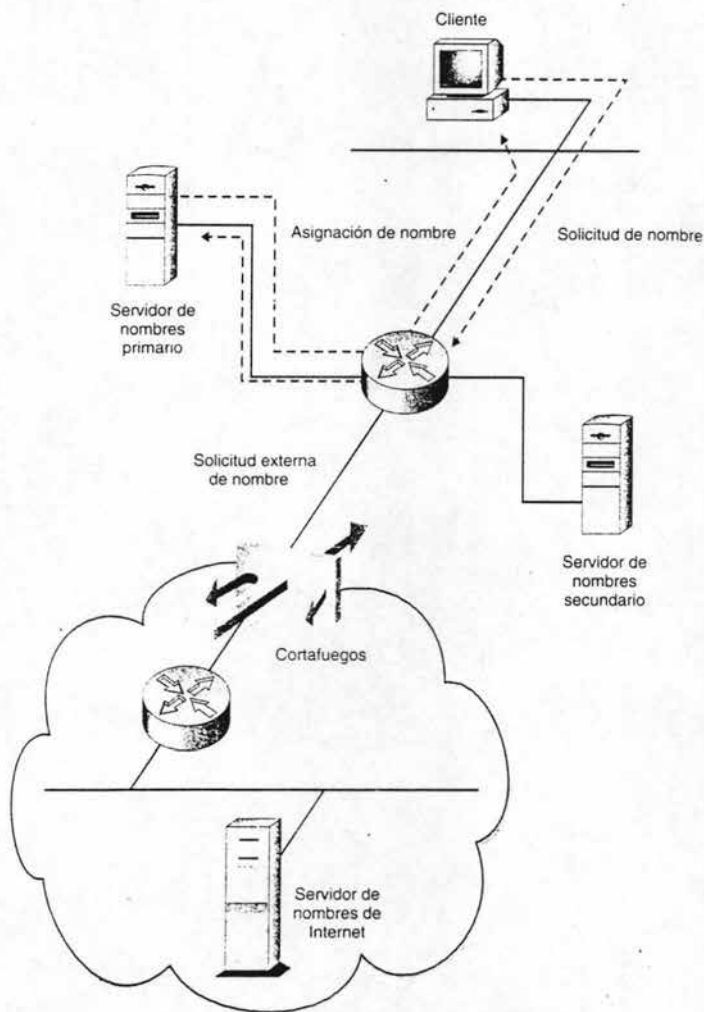 Cliente
Asignación de nombre
Solicitud de nombre
Servidor de
nombres
primario
Solicitud externa
de nombre
Servidor de
nombres
secundario
Cortafuegos
Servidor de
nombres de
Internet